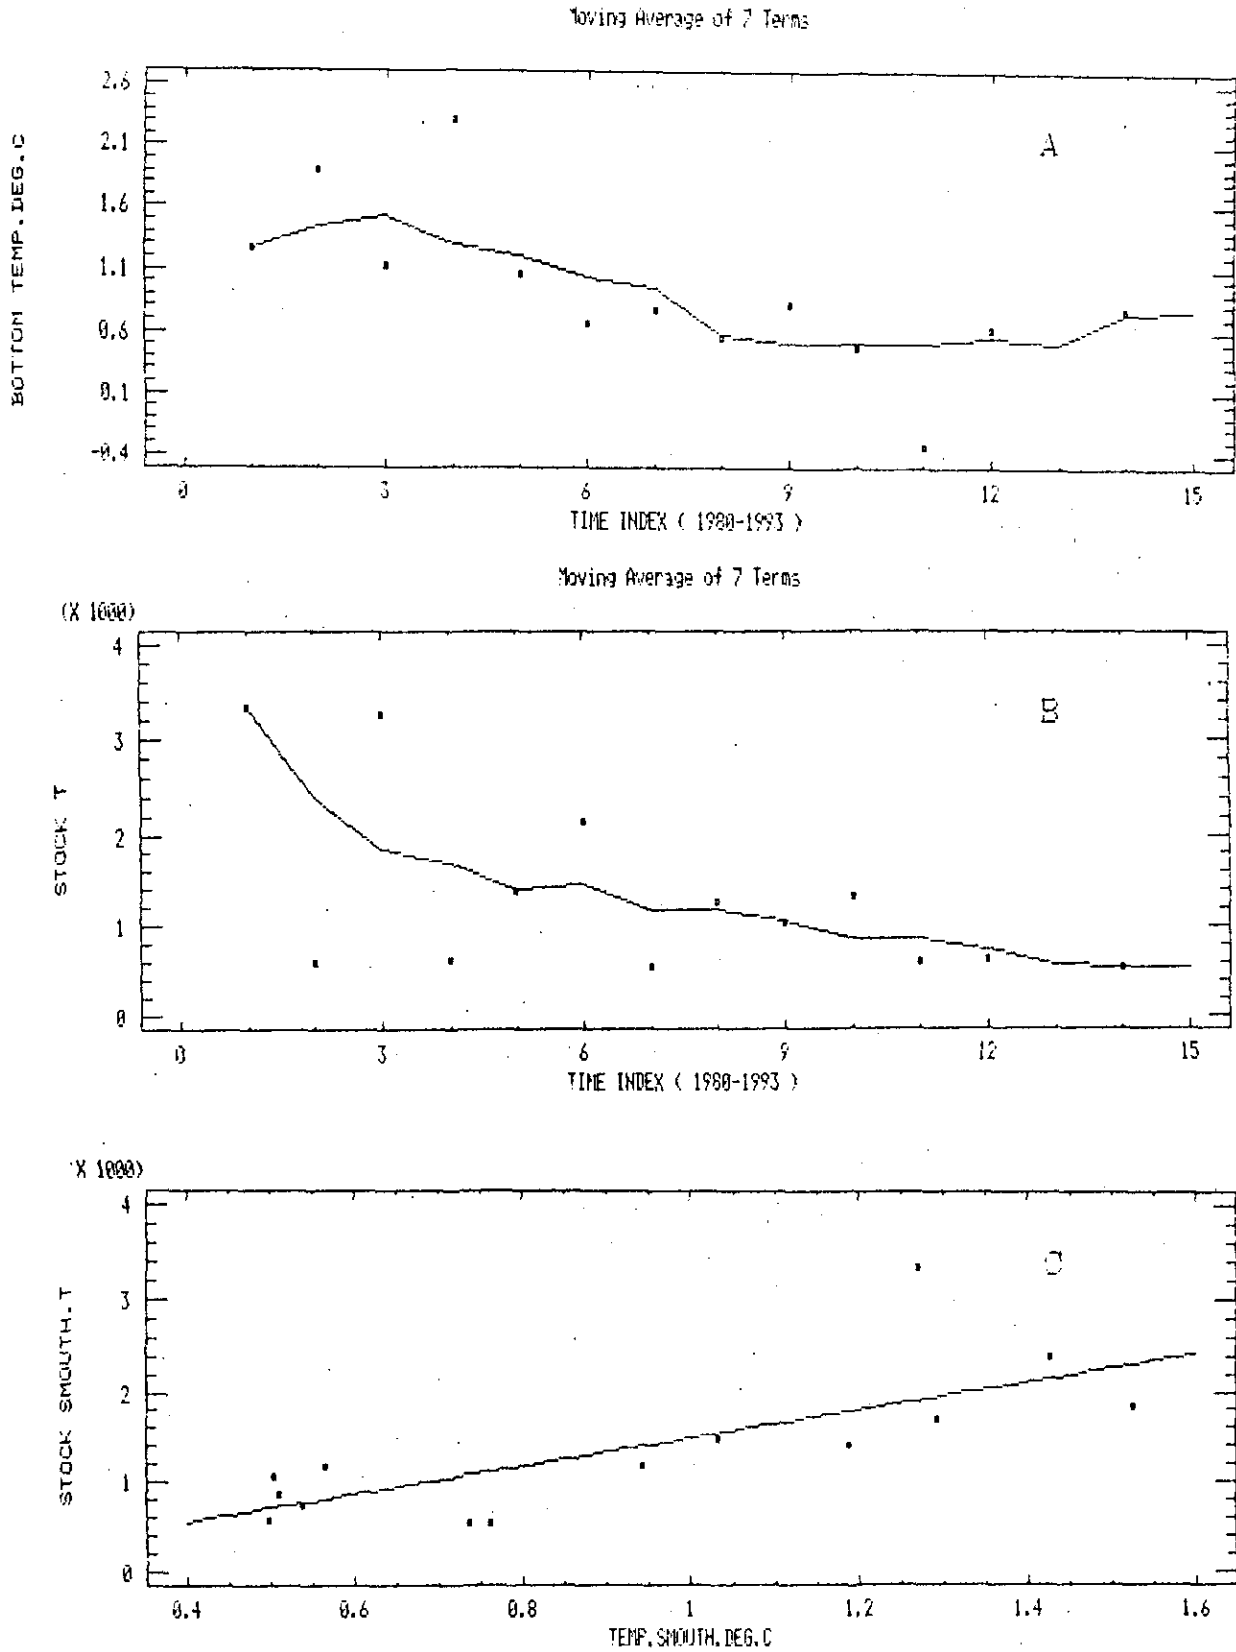 Moving Average of 7 Terms
A
BOTTOM TEMP.DEG.C
2.6
2.1
1.6
1.1
0.6
0.1
-0.4
0 3 6 9 12 15
TIME INDEX ( 1980-1993 )
Moving Average of 7 Terms
(X 1000)
B
STOCK T
4
3
2
1
0
0 3 6 9 12 15
TIME INDEX ( 1980-1993 )
X 1000)
C
STOCK SMOUTH.T
4
3
2
1
0
0.4 0.6 0.8 1 1.2 1.4 1.6
TEMP.SMOUTH.DEG.C